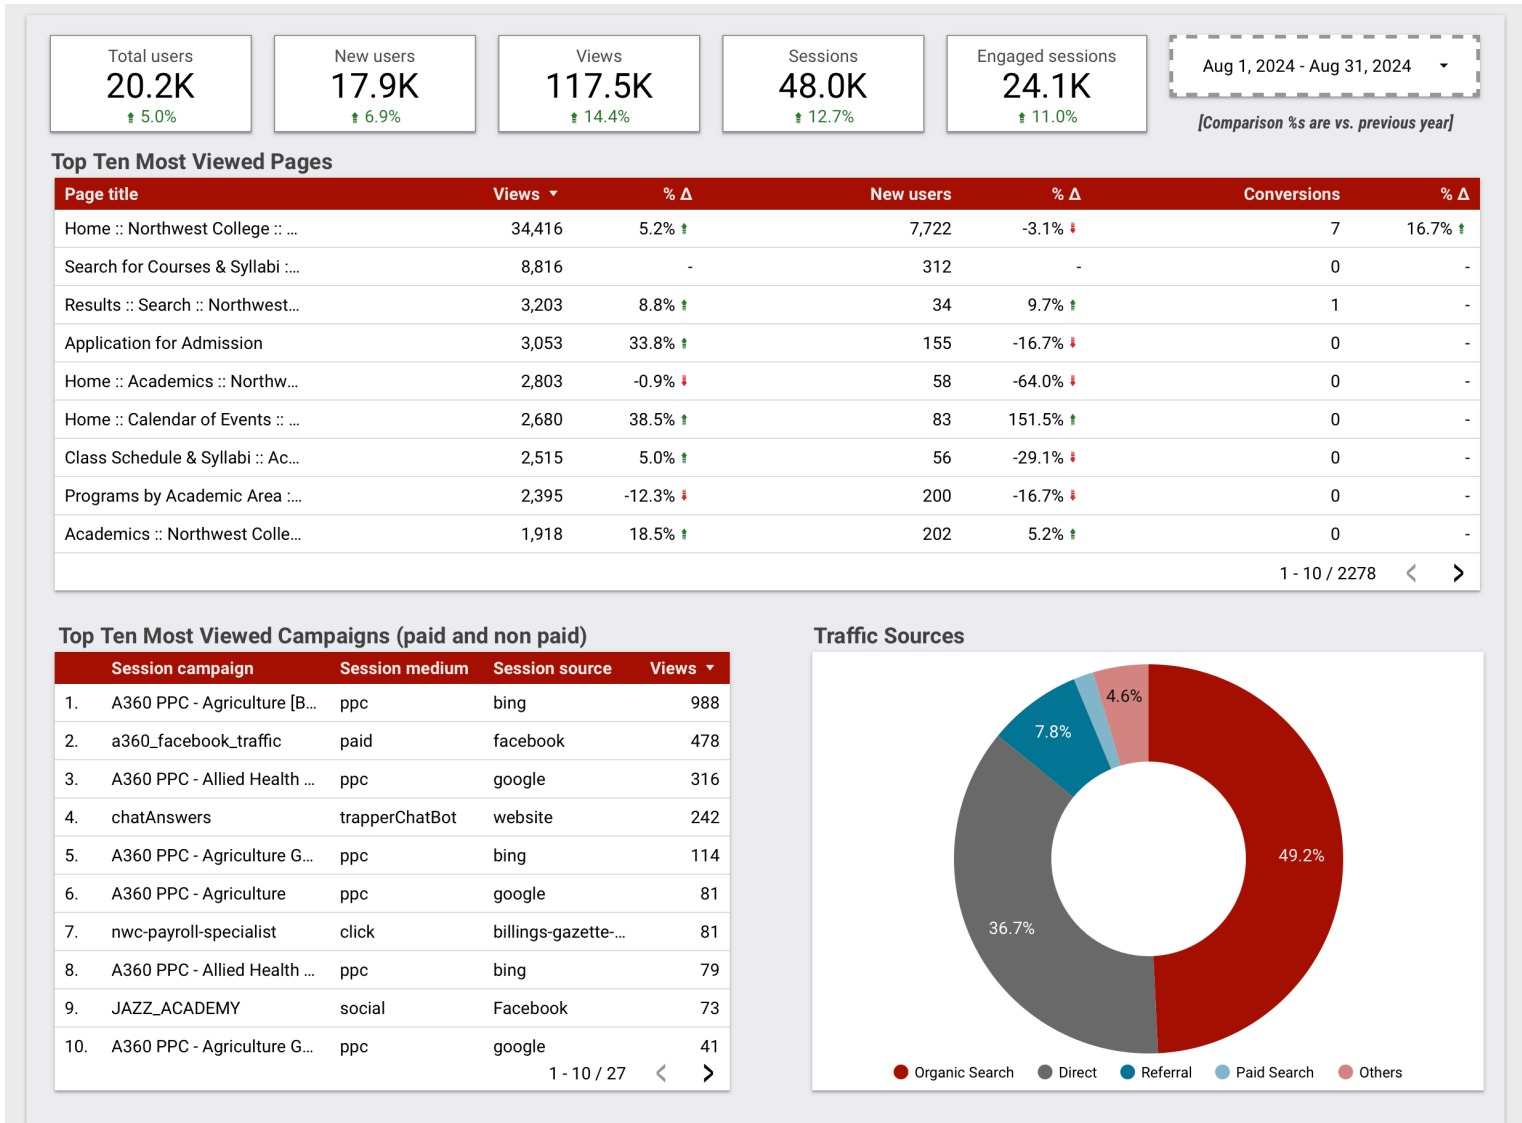 Total users
20.2K
5.0%
New users
17.9K
6.9%
Views
117.5K
14.4%
Sessions
48.0K
12.7%
Engaged sessions
24.1K
11.0%
Aug 1, 2024 - Aug 31, 2024
[Comparison %s are vs. previous year]
Top Ten Most Viewed Pages
Page title Views % Δ New users % Δ Conversions % Δ
Home :: Northwest College :: ... 34,416 5.2% 7,722 -3.1% 7 16.7%
Search for Courses & Syllabi :... 8,816 - 312 - 0 -
Results :: Search :: Northwest... 3,203 8.8% 34 9.7% 1 -
Application for Admission 3,053 33.8% 155 -16.7% 0 -
Home :: Academics :: Northw... 2,803 -0.9% 58 -64.0% 0 -
Home :: Calendar of Events :: ... 2,680 38.5% 83 151.5% 0 -
Class Schedule & Syllabi :: Ac... 2,515 5.0% 56 -29.1% 0 -
Programs by Academic Area :... 2,395 -12.3% 200 -16.7% 0 -
Academics :: Northwest Colle... 1,918 18.5% 202 5.2% 0 -
1 - 10 / 2278
Top Ten Most Viewed Campaigns (paid and non paid)
Session campaign Session medium Session source Views
1. A360 PPC - Agriculture [B... ppc bing 988
2. a360_facebook_traffic paid facebook 478
3. A360 PPC - Allied Health ... ppc google 316
4. chatAnswers trapperChatBot website 242
5. A360 PPC - Agriculture G... ppc bing 114
6. A360 PPC - Agriculture ppc google 81
7. nwc-payroll-specialist click billings-gazette-... 81
8. A360 PPC - Allied Health ... ppc bing 79
9. JAZZ_ACADEMY social Facebook 73
10. A360 PPC - Agriculture G... ppc google 41
1 - 10 / 27
Traffic Sources
4.6%
7.8%
49.2%
36.7%
Organic Search Direct Referral Paid Search Others